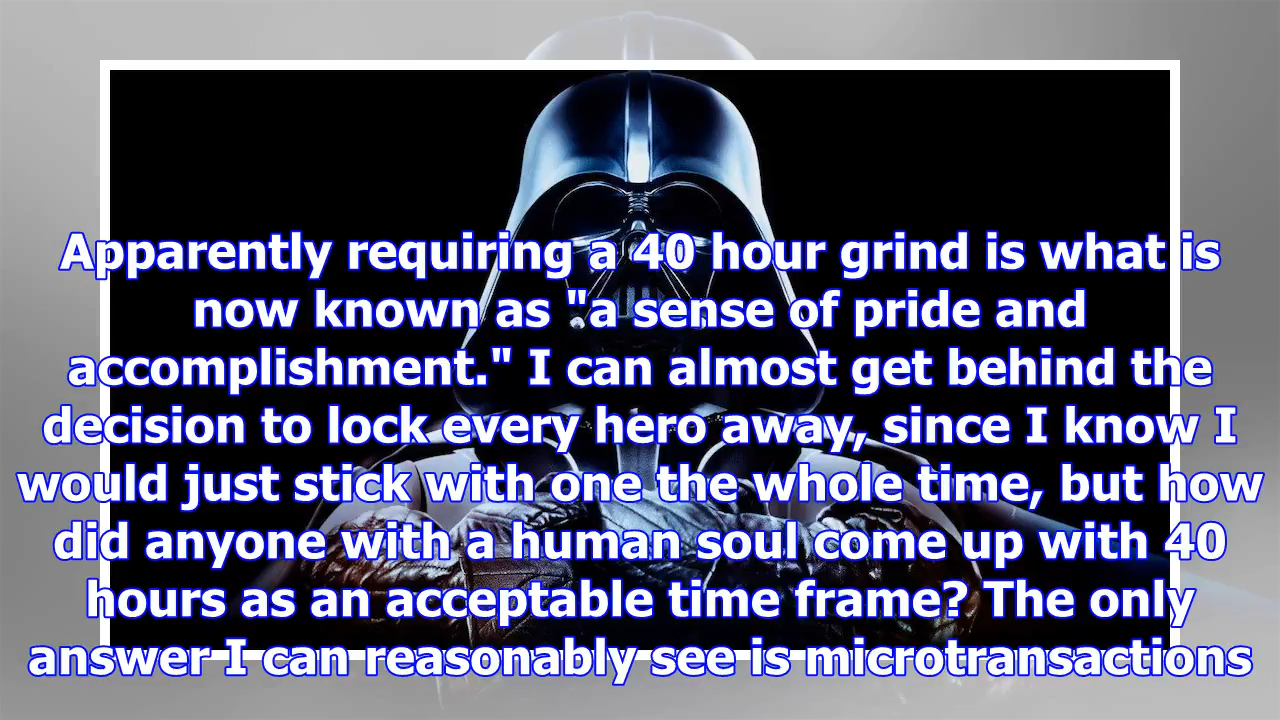 Apparently requiring a 40 hour grind is what is
now known as "a sense of pride and
accomplishment." I can almost get behind the
decision to lock every hero away, since I know I
would just stick with one the whole time, but how
did anyone with a human soul come up with 40
hours as an acceptable time frame? The only
answer I can reasonably see is microtransactions